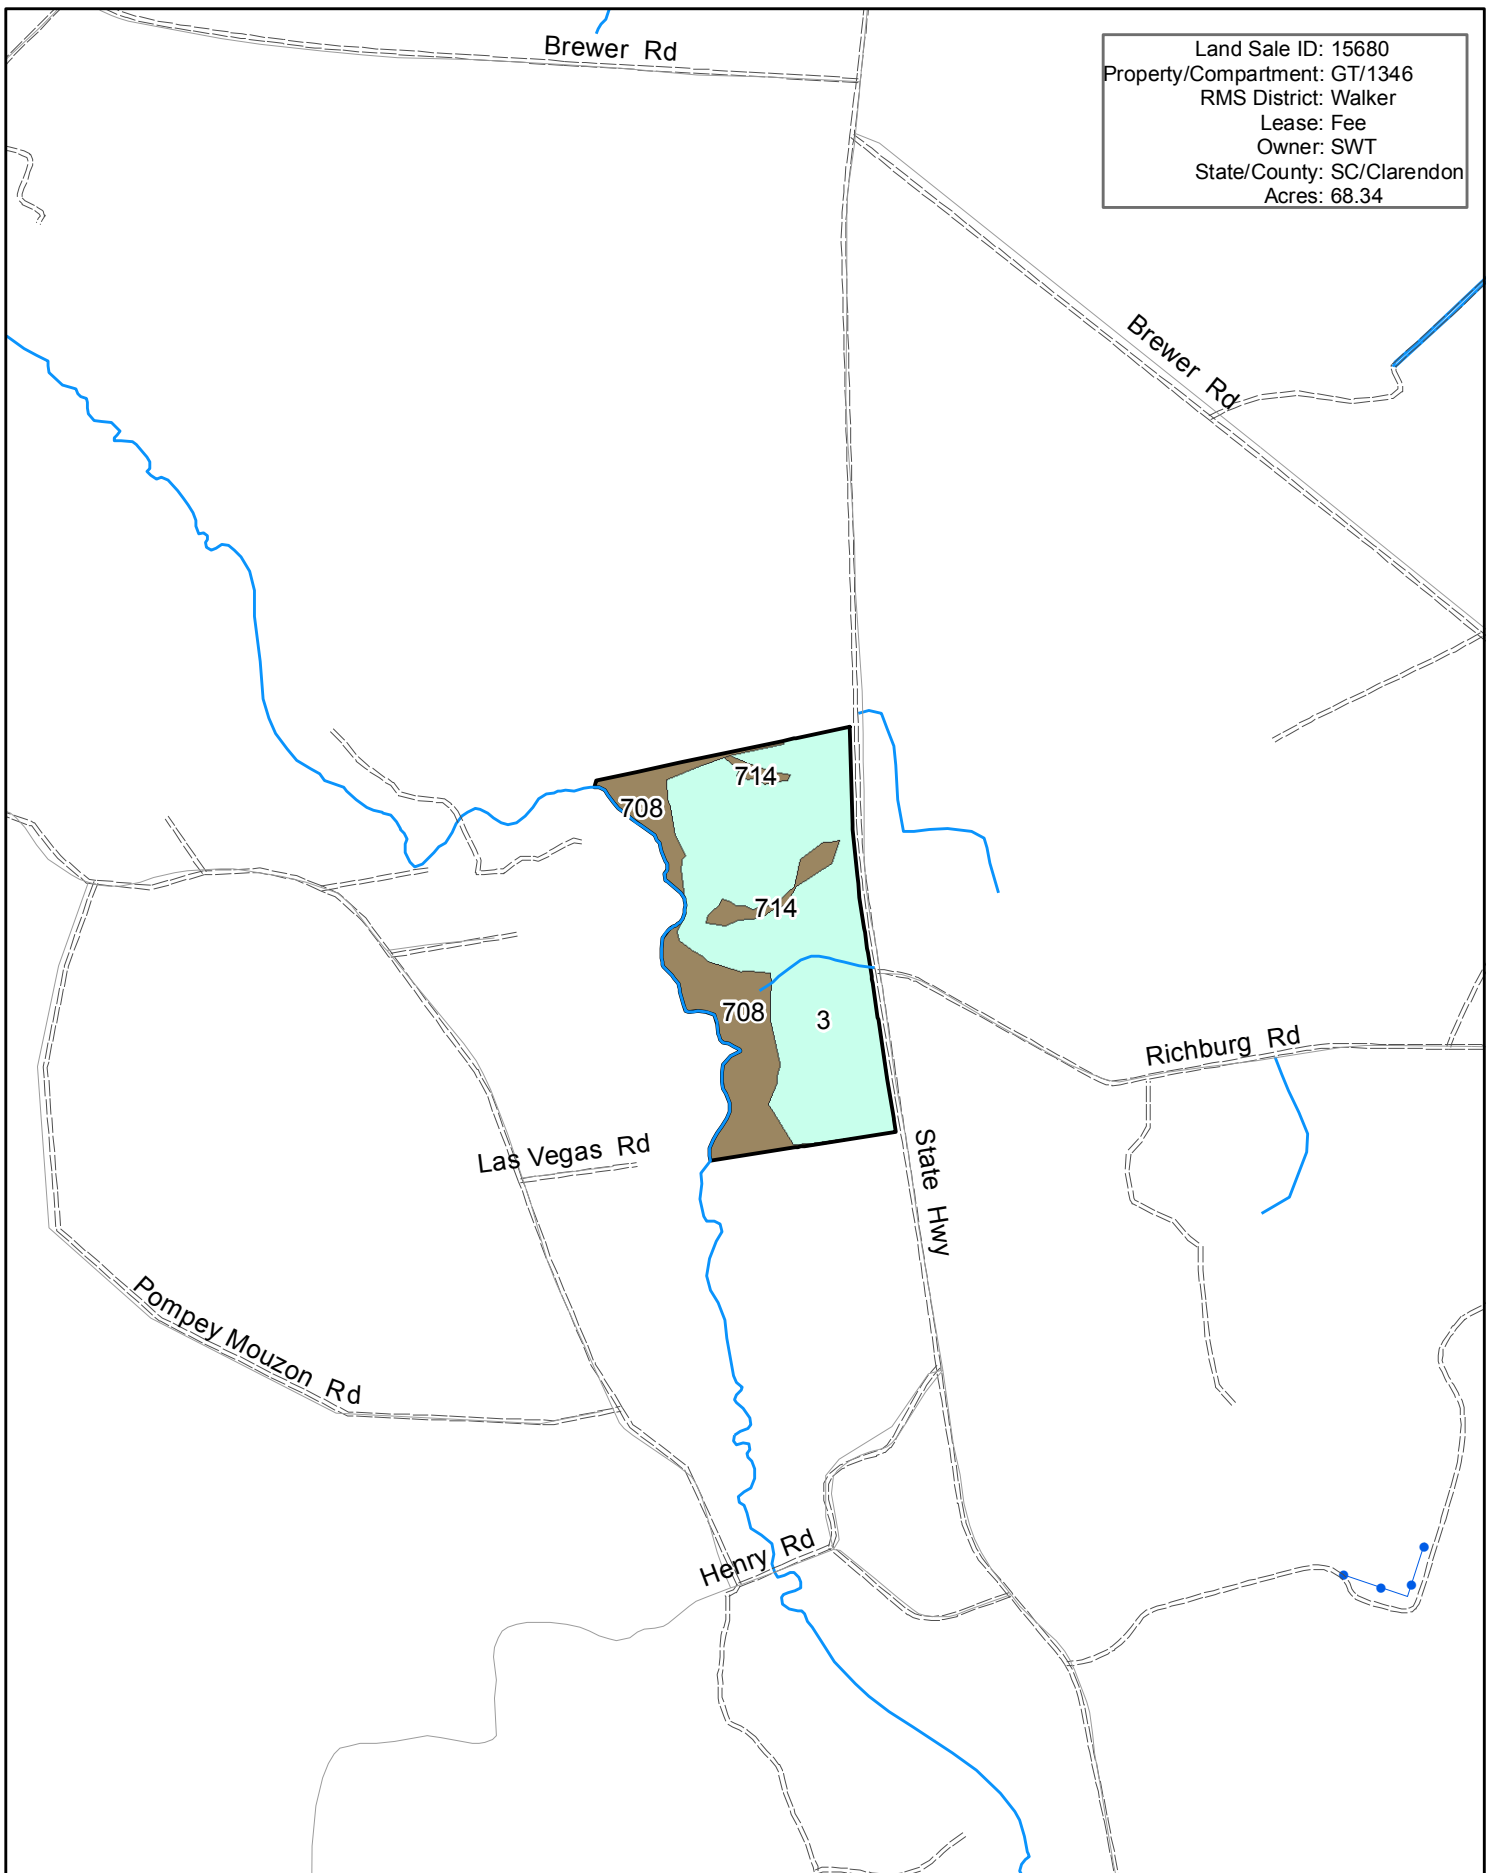 Brewer Rd
Land Sale ID: 15680
Property/Compartment: GT/1346
RMS District: Walker
Lease: Fee
Owner: SWT
State/County: SC/Clarendon
Acres: 68.34
Brewer Rd
714
708
714
708
3
Richburg Rd
Las Vegas Rd
State Hwy
Pompey Mouzon Rd
Henry Rd